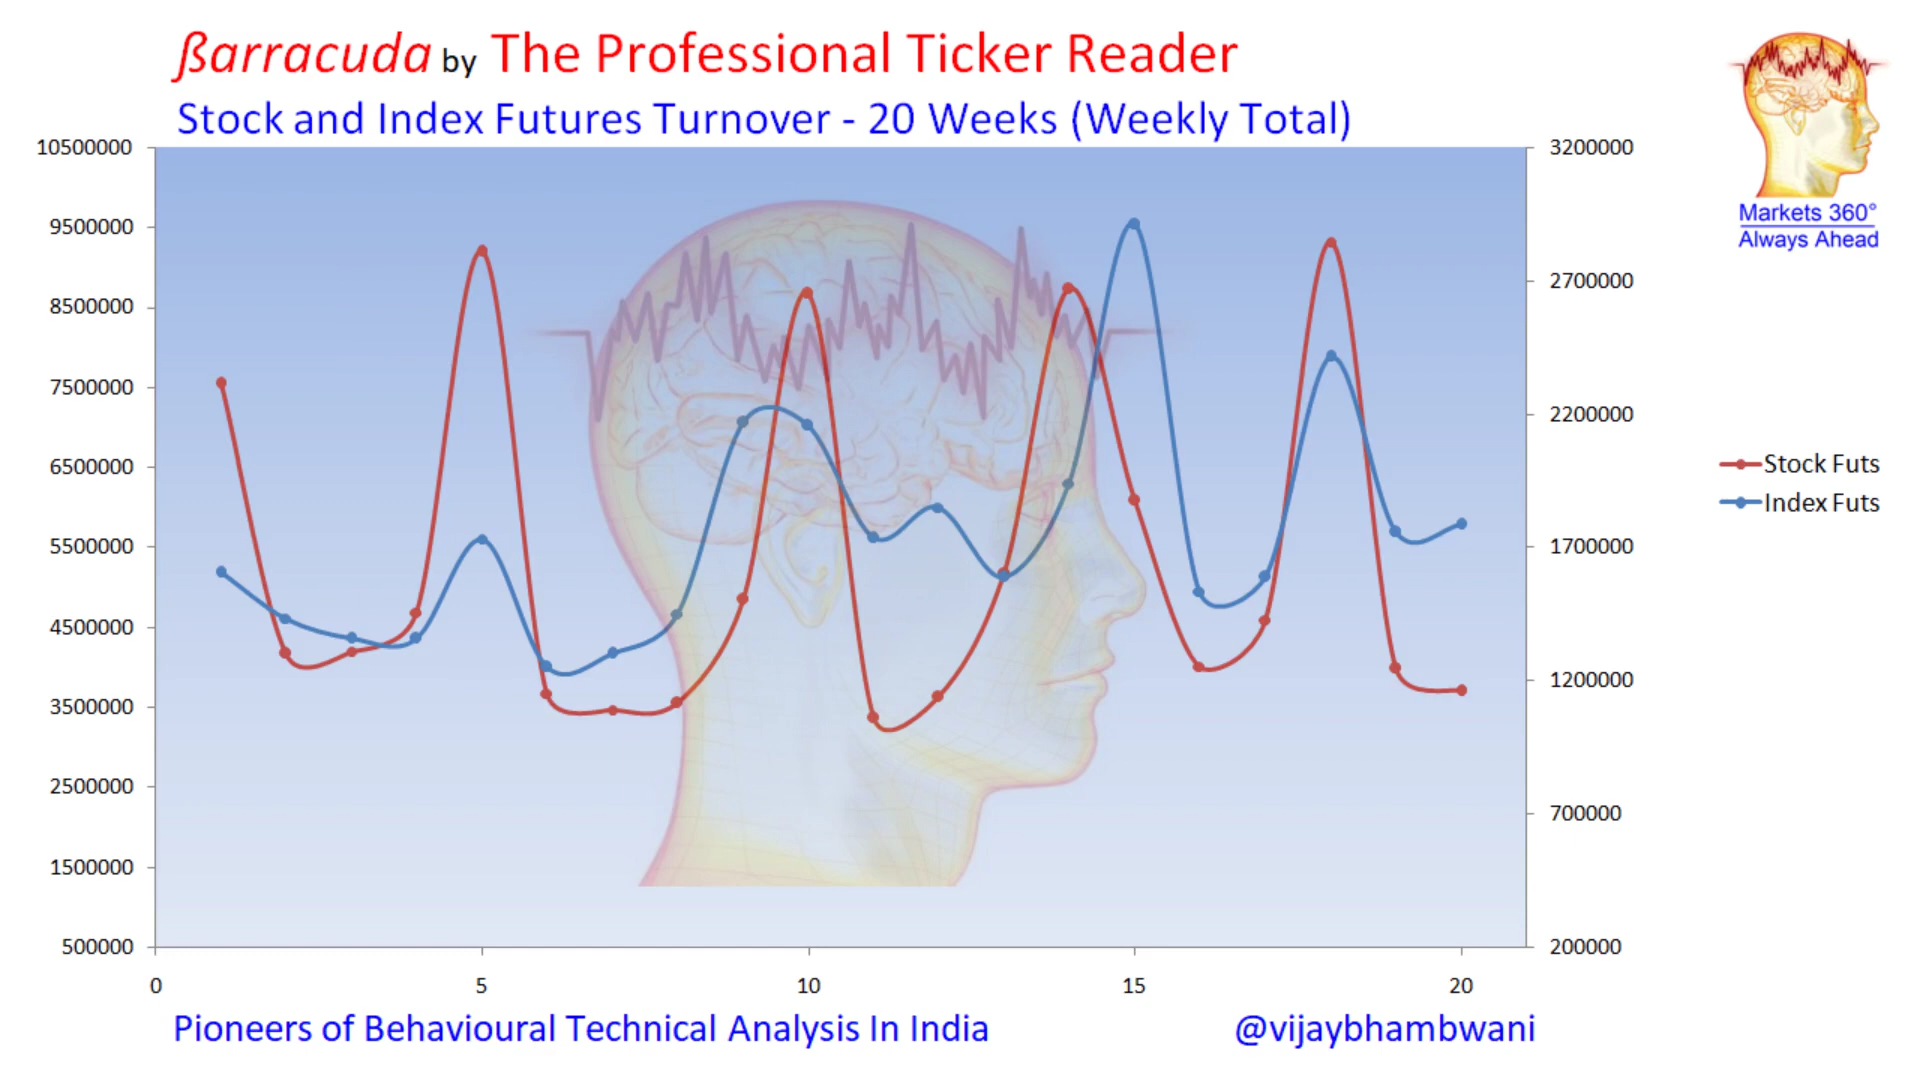 ßarracuda by The Professional Ticker Reader
Stock and Index Futures Turnover - 20 Weeks (Weekly Total)
Markets 360°
Always Ahead
10500000
9500000
8500000
7500000
6500000
5500000
4500000
3500000
2500000
1500000
500000
3200000
2700000
2200000
1700000
1200000
700000
200000
Stock Futs
Index Futs
0 5 10 15 20
Pioneers of Behavioural Technical Analysis In India @vijaybhambwani